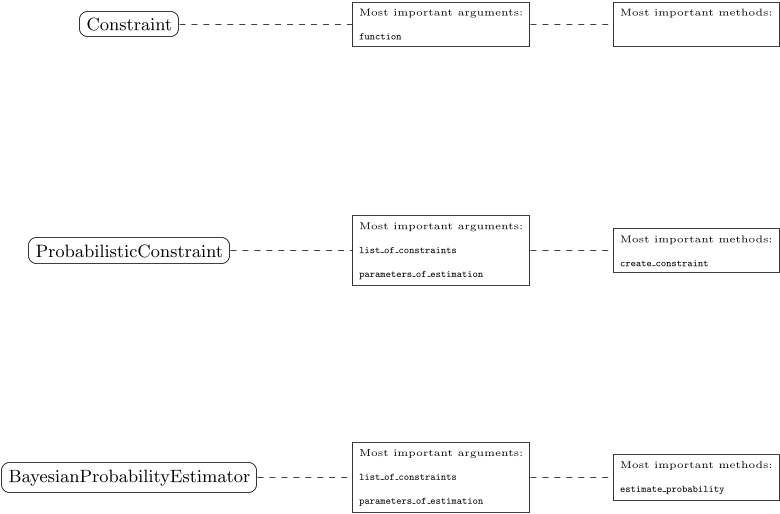 Constraint
Most important arguments:
function
Most important methods:
ProbabilisticConstraint
Most important arguments:
list_of_constraints
parameters_of_estimation
Most important methods:
create_constraint
BayesianProbabilityEstimator
Most important arguments:
list_of_constraints
parameters_of_estimation
Most important methods:
estimate_probability